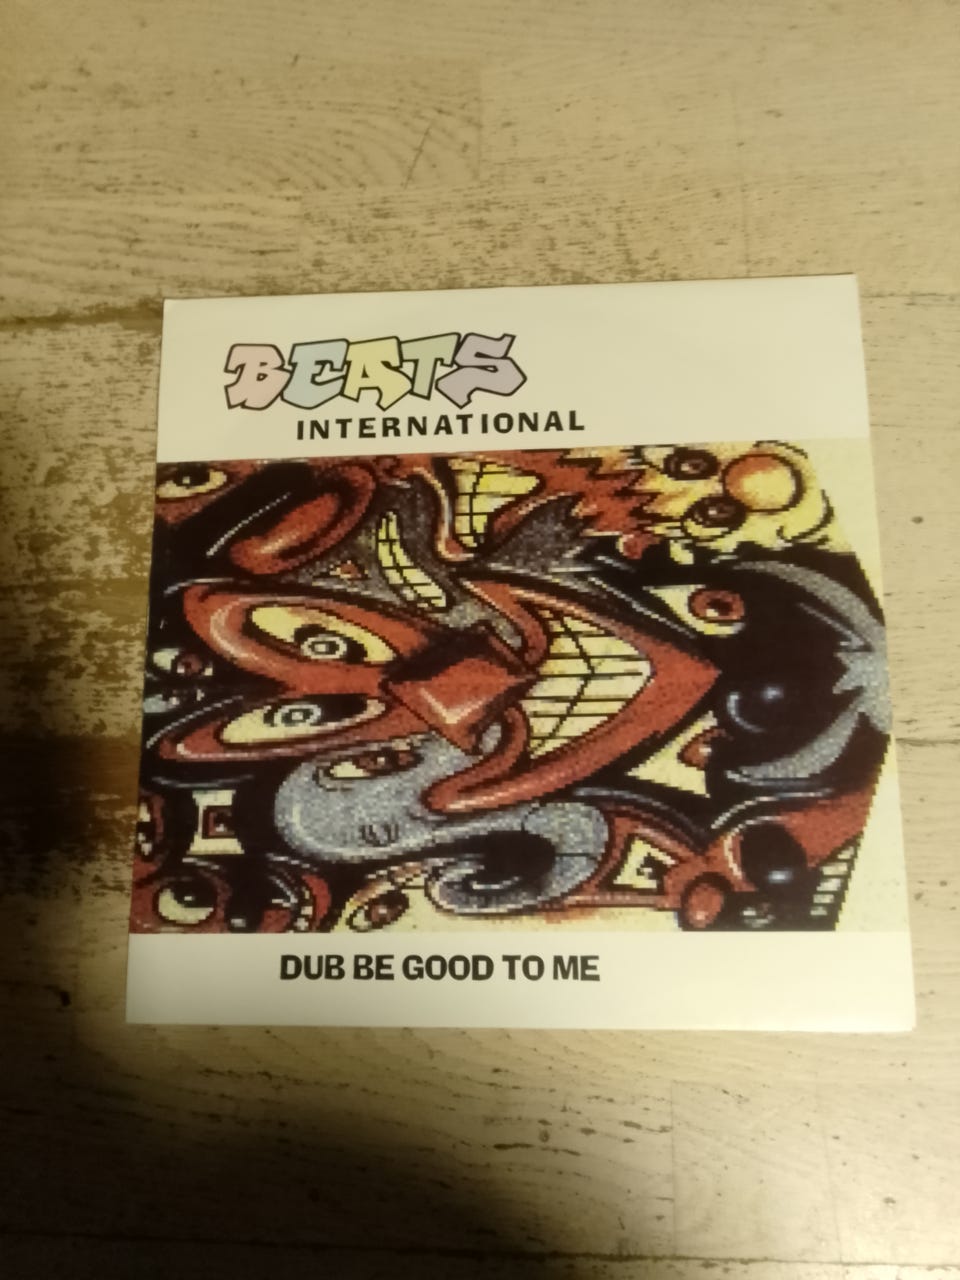 BEATS
INTERNATIONAL
DUB BE GOOD TO ME